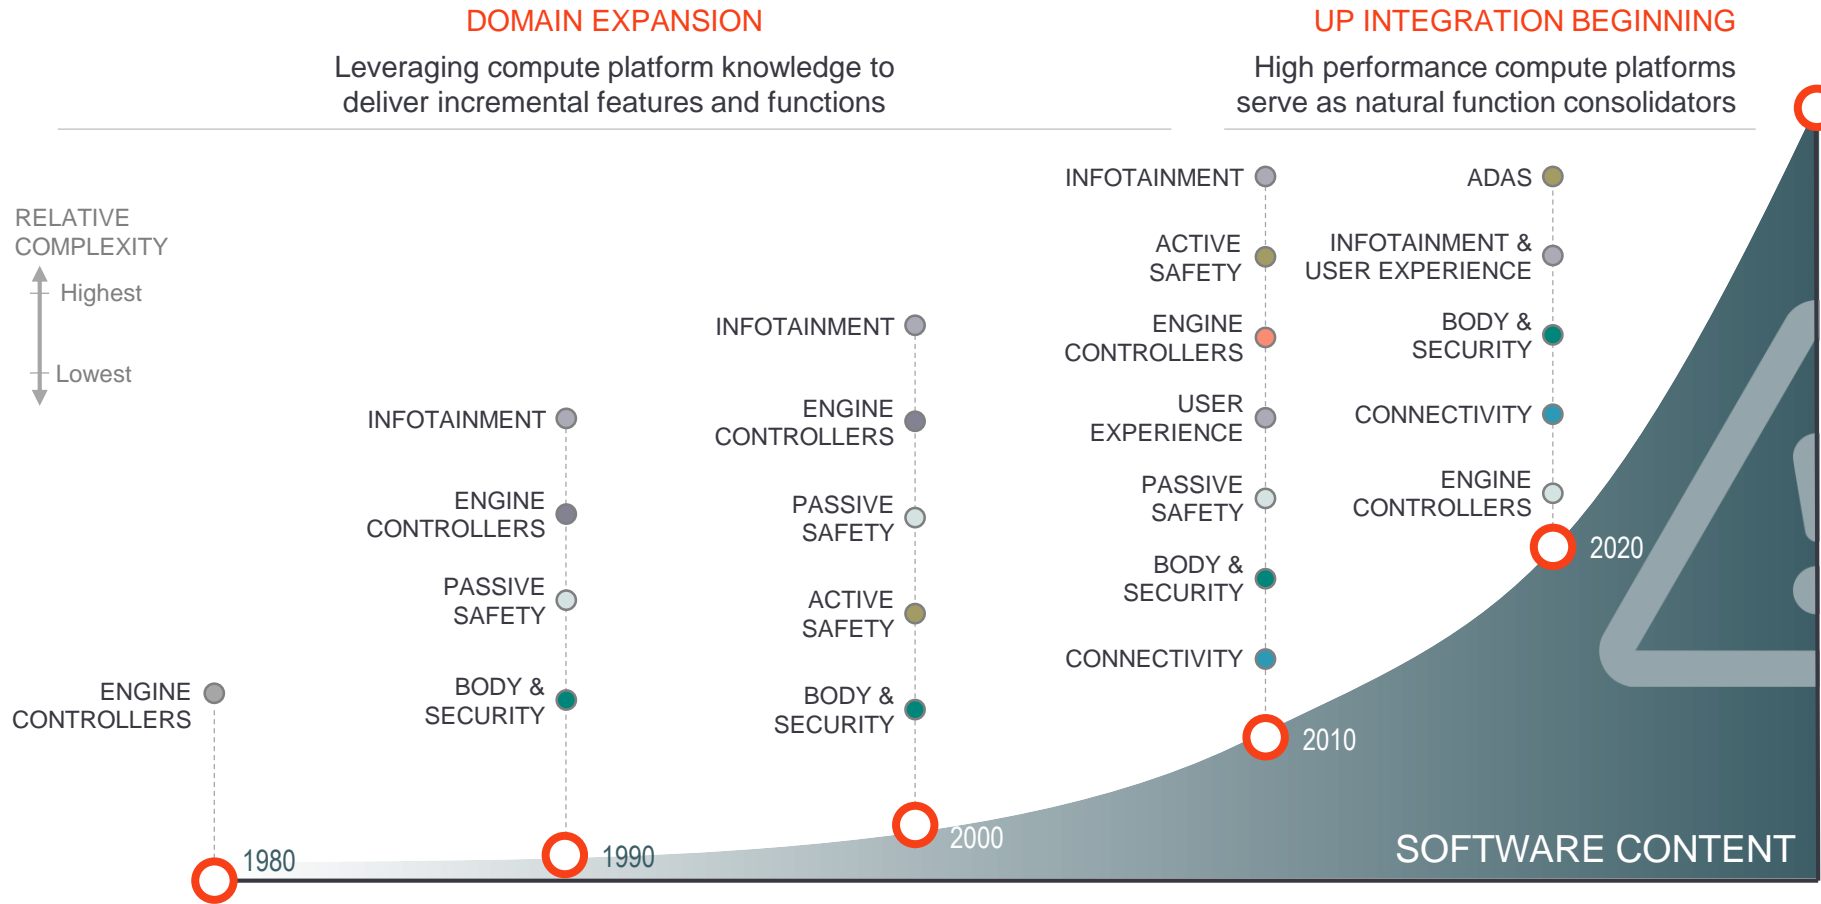 DOMAIN EXPANSION
Leveraging compute platform knowledge to
deliver incremental features and functions
UP INTEGRATION BEGINNING
High performance compute platforms
serve as natural function consolidators
RELATIVE
COMPLEXITY
Highest
Lowest
ENGINE
CONTROLLERS
1980
INFOTAINMENT
ENGINE
CONTROLLERS
PASSIVE
SAFETY
BODY &
SECURITY
1990
INFOTAINMENT
ENGINE
CONTROLLERS
PASSIVE
SAFETY
ACTIVE
SAFETY
BODY &
SECURITY
2000
INFOTAINMENT
ACTIVE
SAFETY
ENGINE
CONTROLLERS
USER
EXPERIENCE
PASSIVE
SAFETY
BODY &
SECURITY
CONNECTIVITY
2010
ADAS
INFOTAINMENT &
USER EXPERIENCE
BODY &
SECURITY
CONNECTIVITY
ENGINE
CONTROLLERS
2020
SOFTWARE CONTENT